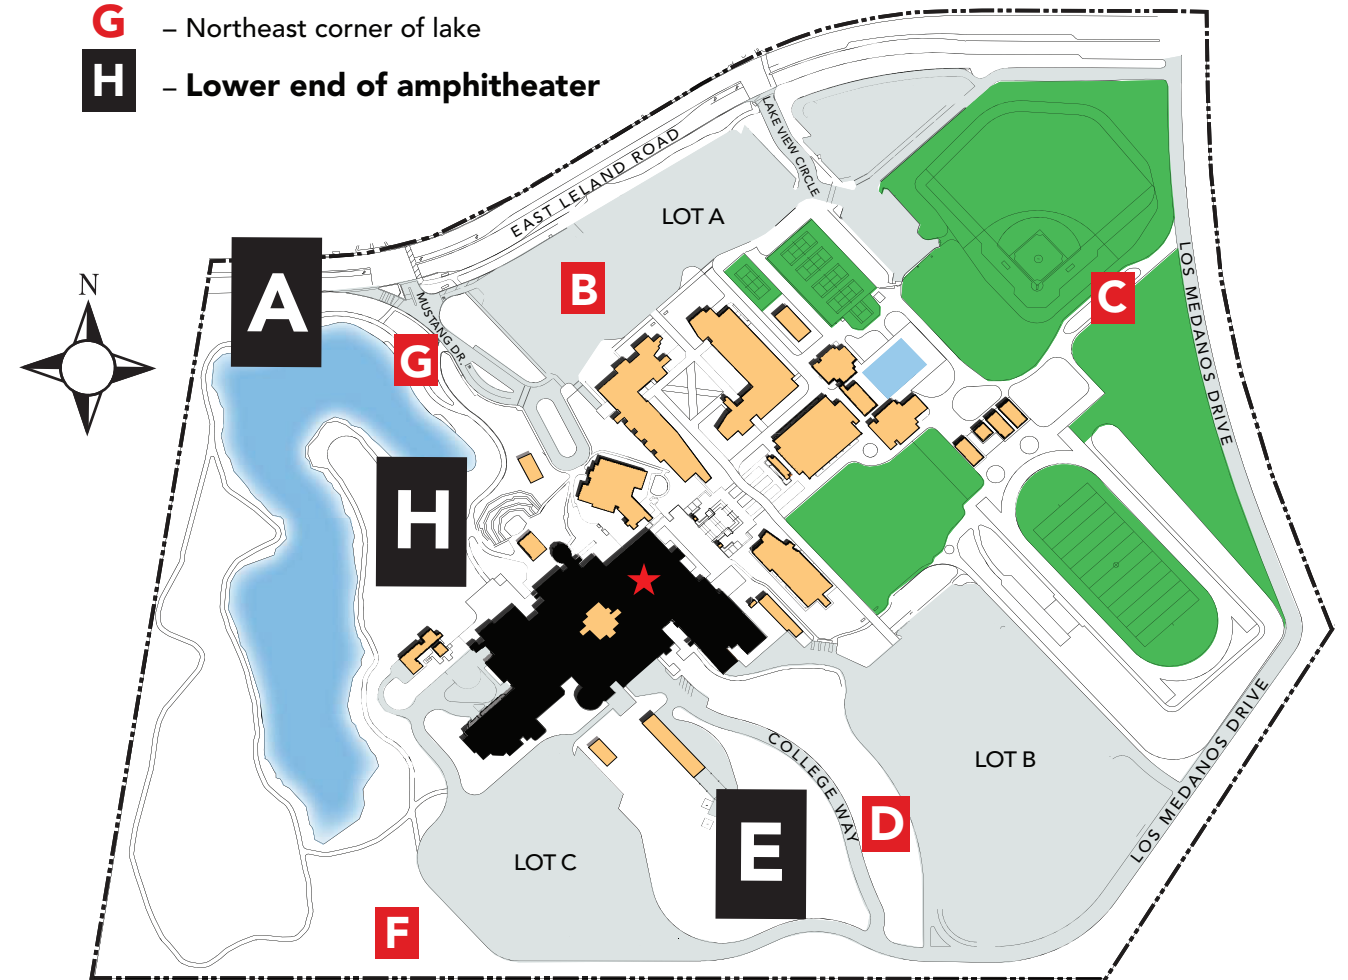 G – Northeast corner of lake
H – Lower end of amphitheater
EAST LELAND ROAD
LAKE VIEW CIRCLE
LOT A
LOS MEDANOS DRIVE
A
B
C
N
MUSTANG DR.
G
H
COLLEGE WAY
LOT B
LOS MEDANOS DRIVE
D
E
LOT C
F